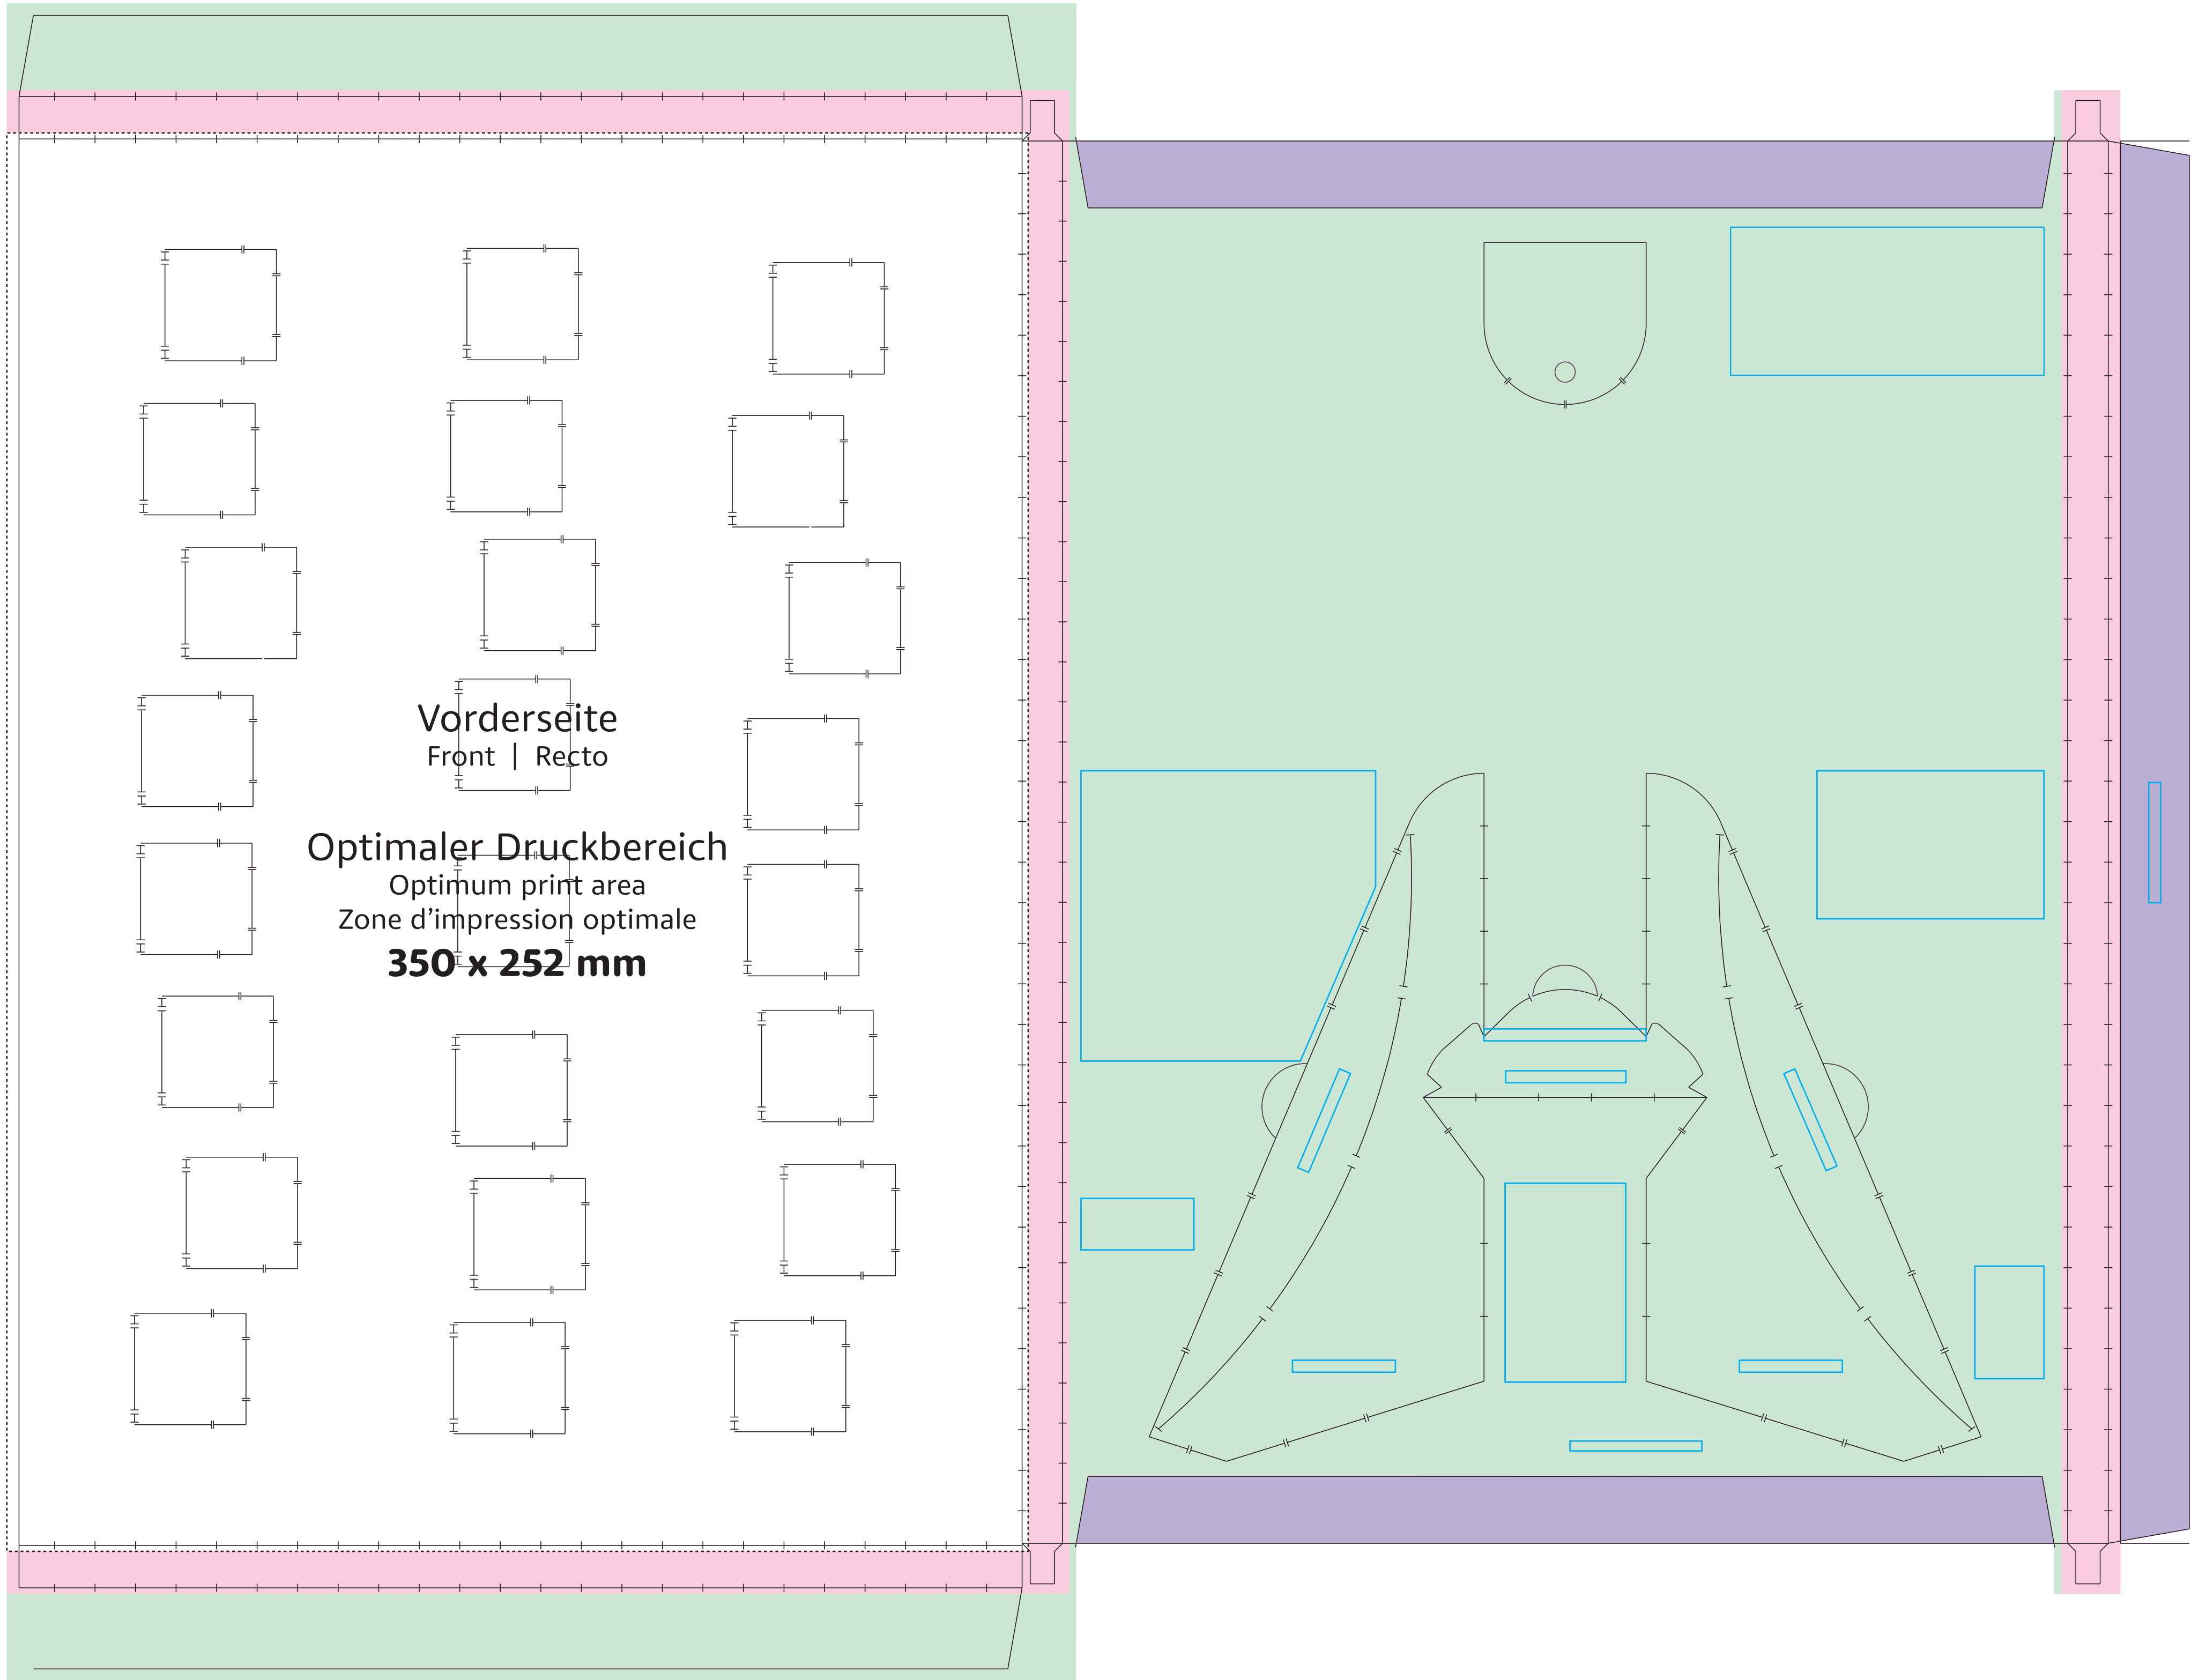 Vorderseite
Front | Recto
Optimaler Druckbereich
Optimum print area
Zone d’impression optimale
350 x 252 mm